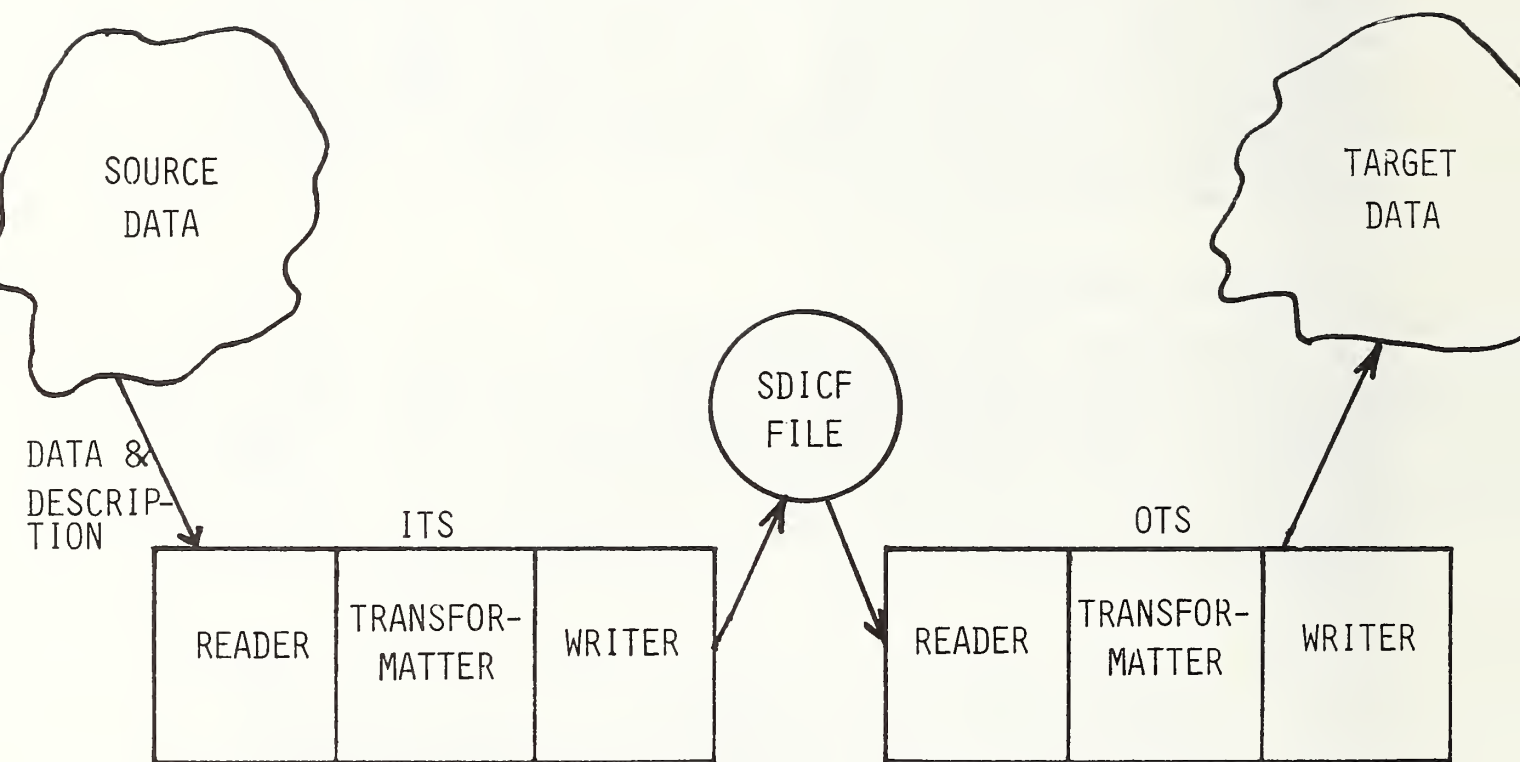 SOURCE
DATA
TARGET
DATA
SDICF
FILE
DATA &
DESCRIP-
TION
ITS
OTS
READER
TRANSFOR-
MATTER
WRITER
READER
TRANSFOR-
MATTER
WRITER